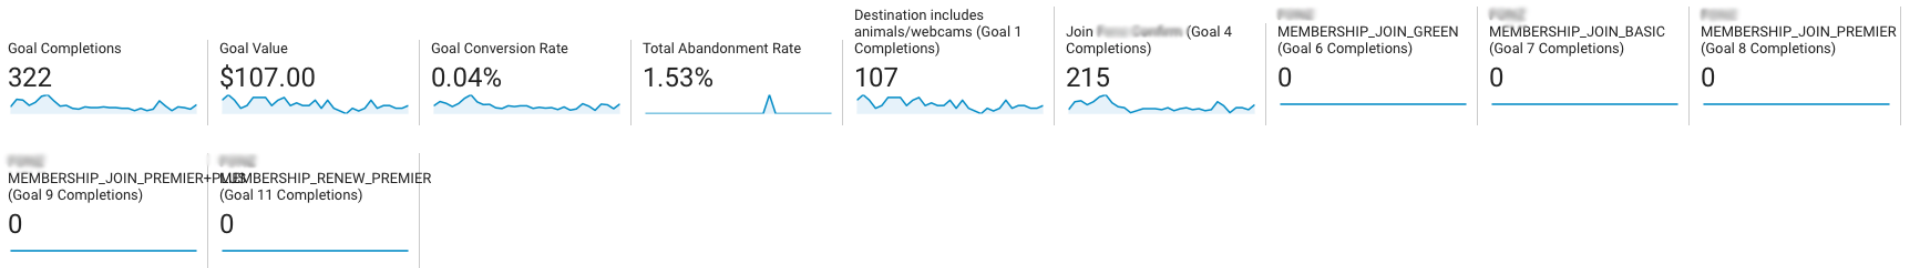 Goal Completions
322
Goal Value
$107.00
Goal Conversion Rate
0.04%
Total Abandonment Rate
1.53%
Destination includes
animals/webcams (Goal 1
Completions)
107
Join (Goal 4
Completions)
215
MEMBERSHIP_JOIN_GREEN
(Goal 6 Completions)
0
MEMBERSHIP_JOIN_BASIC
(Goal 7 Completions)
0
MEMBERSHIP_JOIN_PREMIER
(Goal 8 Completions)
0
MEMBERSHIP_JOIN_PREMIER+PLUS
(Goal 9 Completions)
0
MEMBERSHIP_RENEW_PREMIER
(Goal 11 Completions)
0